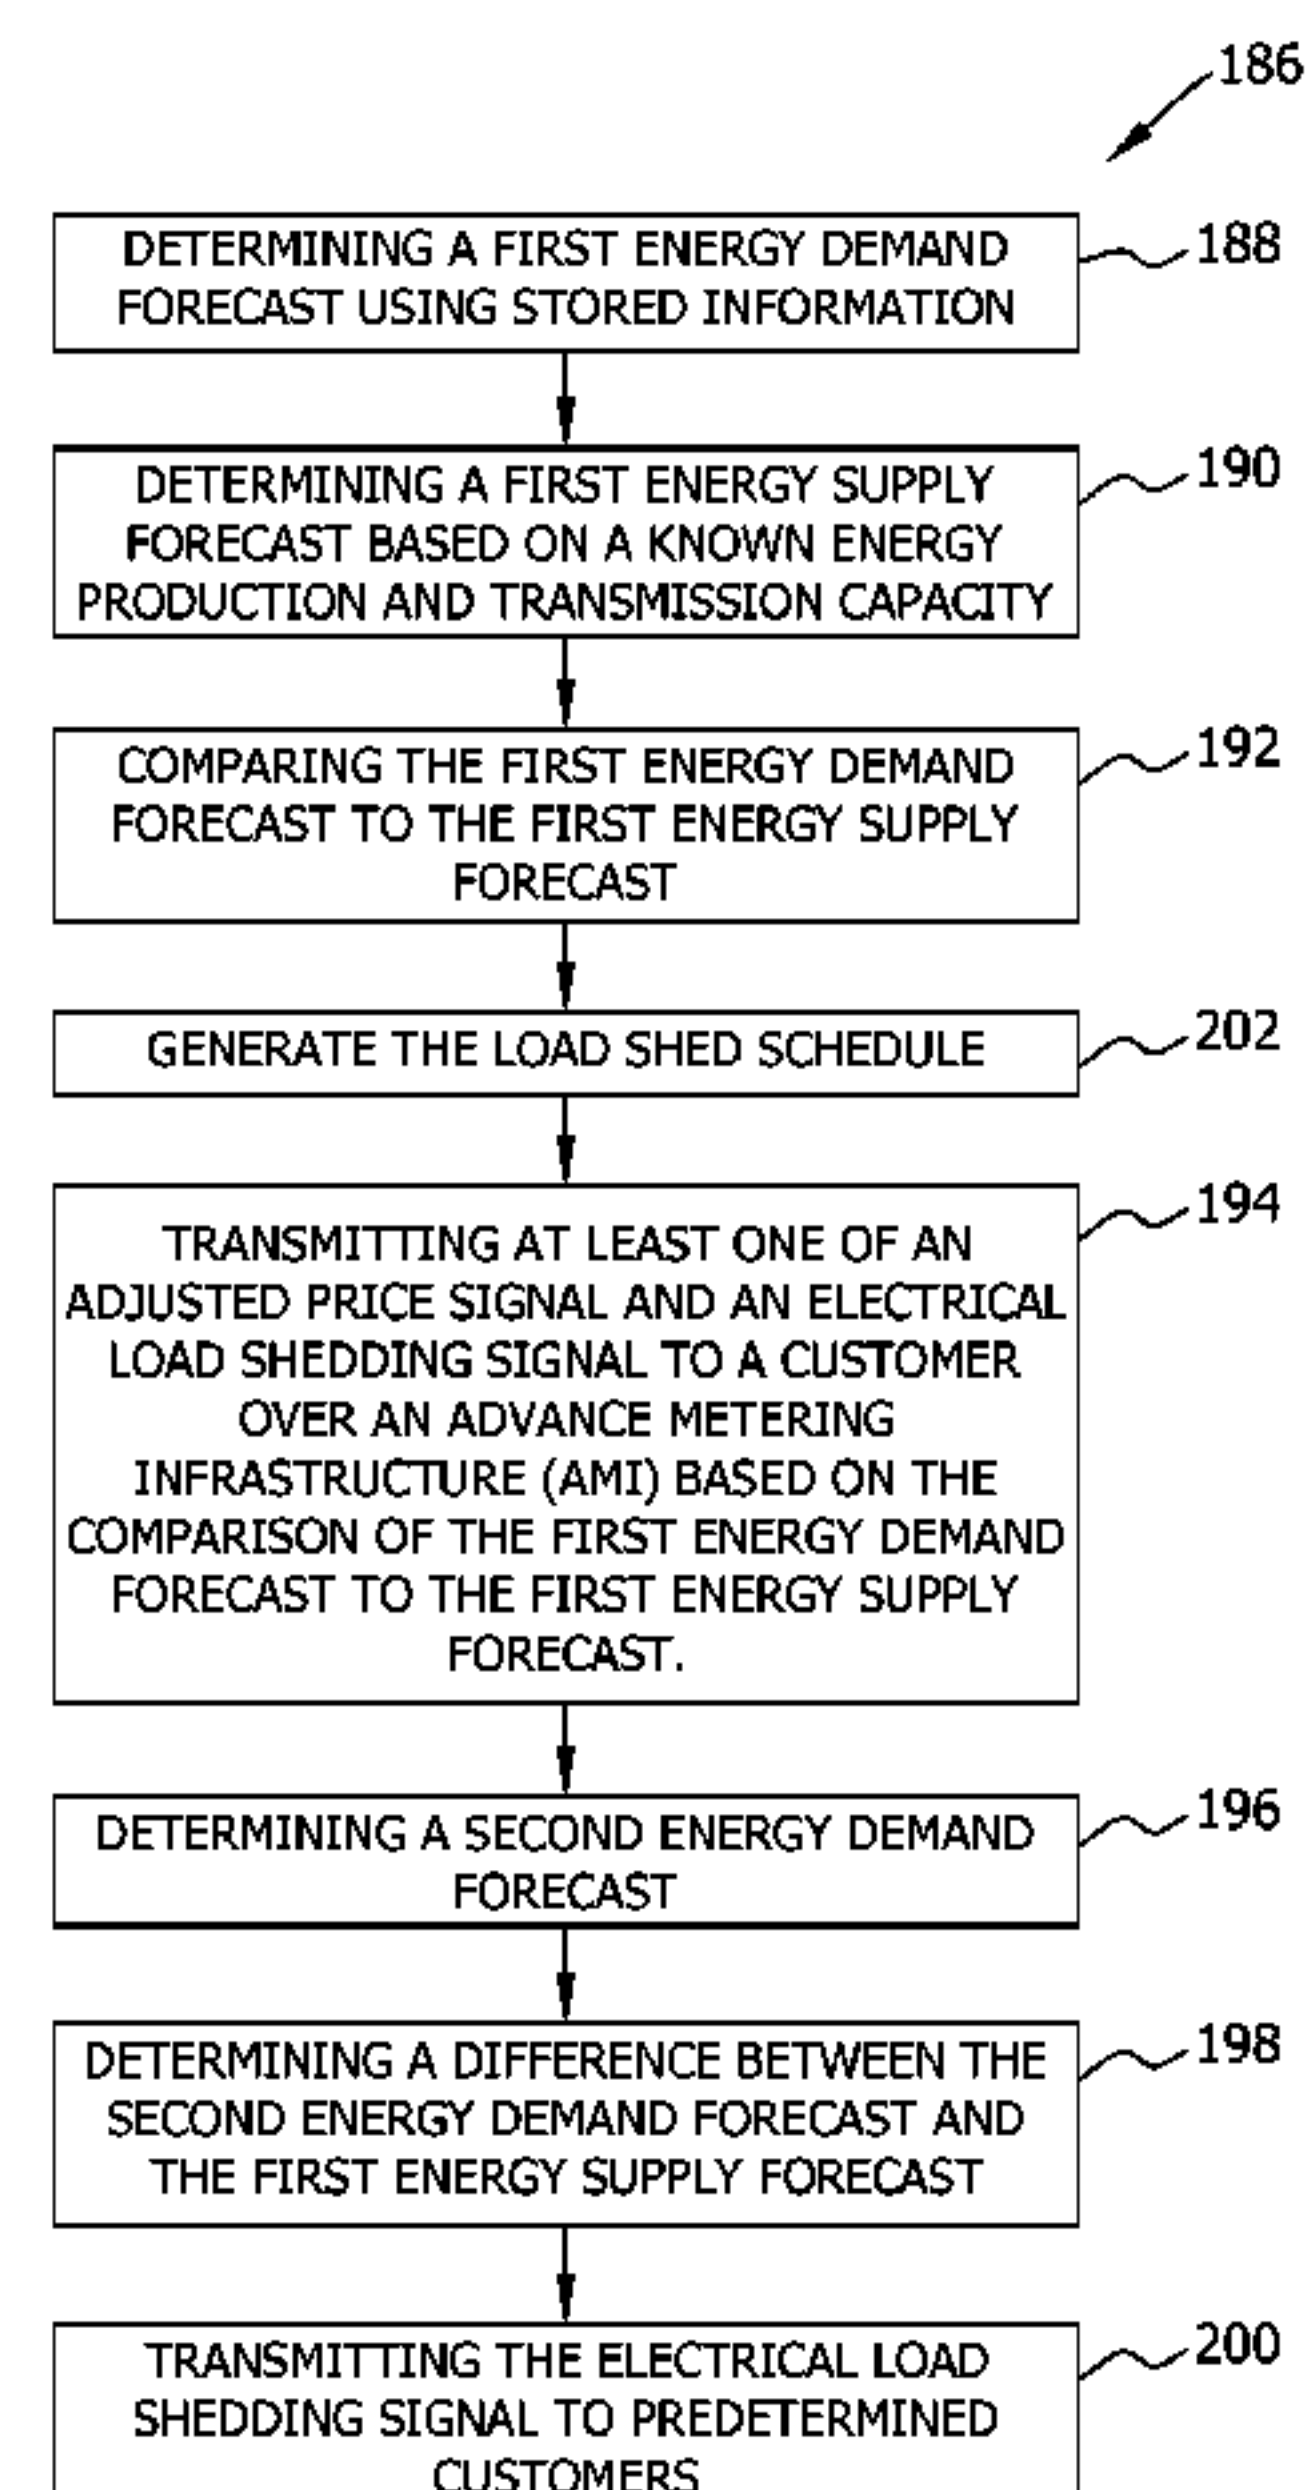 186
DETERMINING A FIRST ENERGY DEMAND
FORECAST USING STORED INFORMATION
188
DETERMINING A FIRST ENERGY SUPPLY
FORECAST BASED ON A KNOWN ENERGY
PRODUCTION AND TRANSMISSION CAPACITY
190
COMPARING THE FIRST ENERGY DEMAND
FORECAST TO THE FIRST ENERGY SUPPLY
FORECAST
192
GENERATE THE LOAD SHED SCHEDULE
202
TRANSMITTING AT LEAST ONE OF AN
ADJUSTED PRICE SIGNAL AND AN ELECTRICAL
LOAD SHEDDING SIGNAL TO A CUSTOMER
OVER AN ADVANCE METERING
INFRASTRUCTURE (AMI) BASED ON THE
COMPARISON OF THE FIRST ENERGY DEMAND
FORECAST TO THE FIRST ENERGY SUPPLY
FORECAST.
194
DETERMINING A SECOND ENERGY DEMAND
FORECAST
196
DETERMINING A DIFFERENCE BETWEEN THE
SECOND ENERGY DEMAND FORECAST AND
THE FIRST ENERGY SUPPLY FORECAST
198
TRANSMITTING THE ELECTRICAL LOAD
SHEDDING SIGNAL TO PREDETERMINED
CUSTOMERS
200